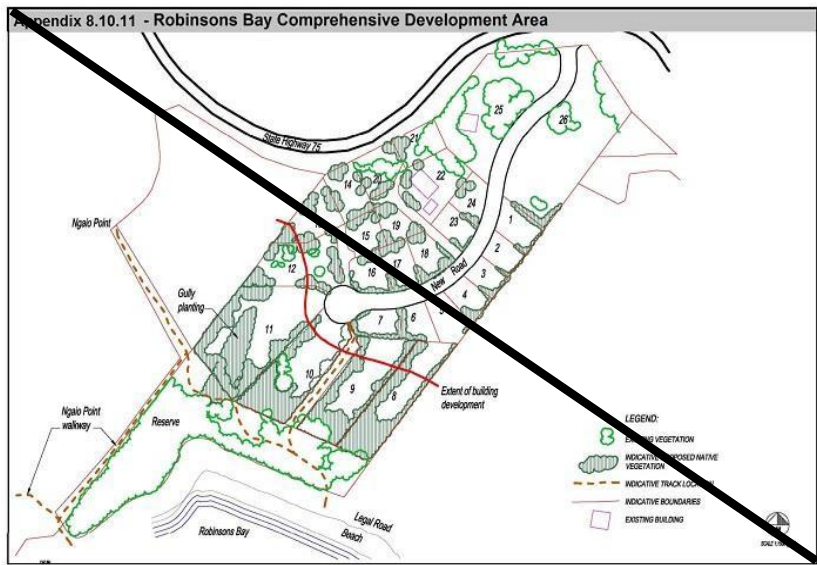 Appendix 8.10.11 - Robinsons Bay Comprehensive Development Area
State Highway 75
25
26
21
14
20
22
24
23
1
Ngaio Point
15
19
2
12
16
17
18
3
New Road
4
Gully
planting
11
7
6
5
10
9
8
Extent of building
development
Ngaio Point
walkway
Reserve
LEGEND:
EXISTING VEGETATION
INDICATIVE PROPOSED NATIVE
VEGETATION
INDICATIVE TRACK LOCATION
INDICATIVE BOUNDARIES
EXISTING BUILDING
Legal Road
Beach
Robinsons Bay